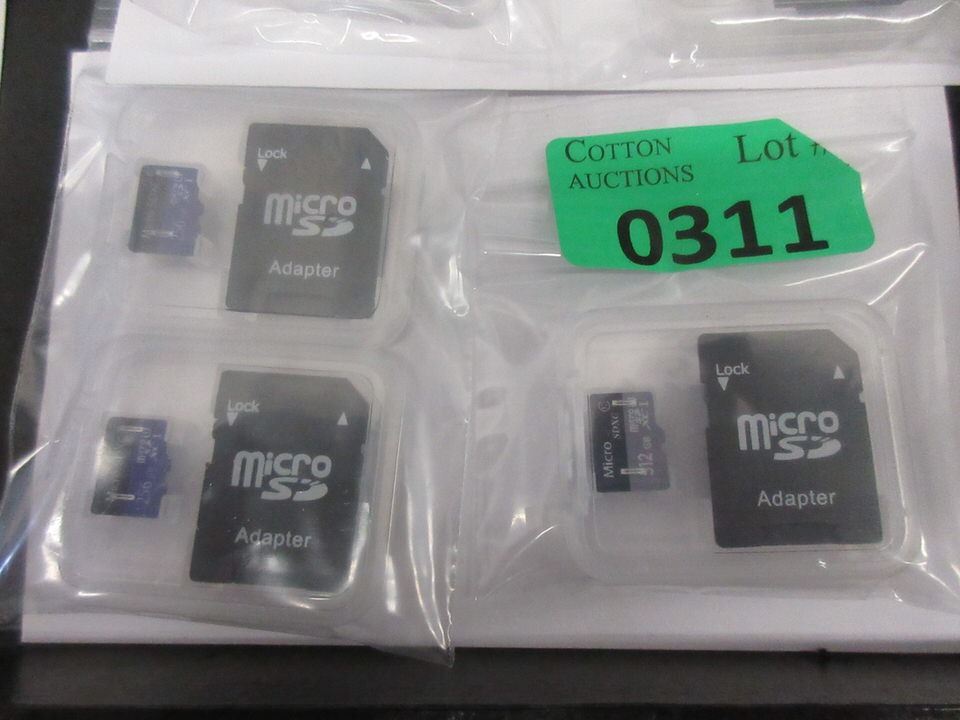 COTTON
AUCTIONS
Lot
0311
Lock
Micro
SD
Adapter
Lock
Micro
SD
Adapter
256
Lock
Micro
SD
Adapter
Micro
SDXC
512 GB